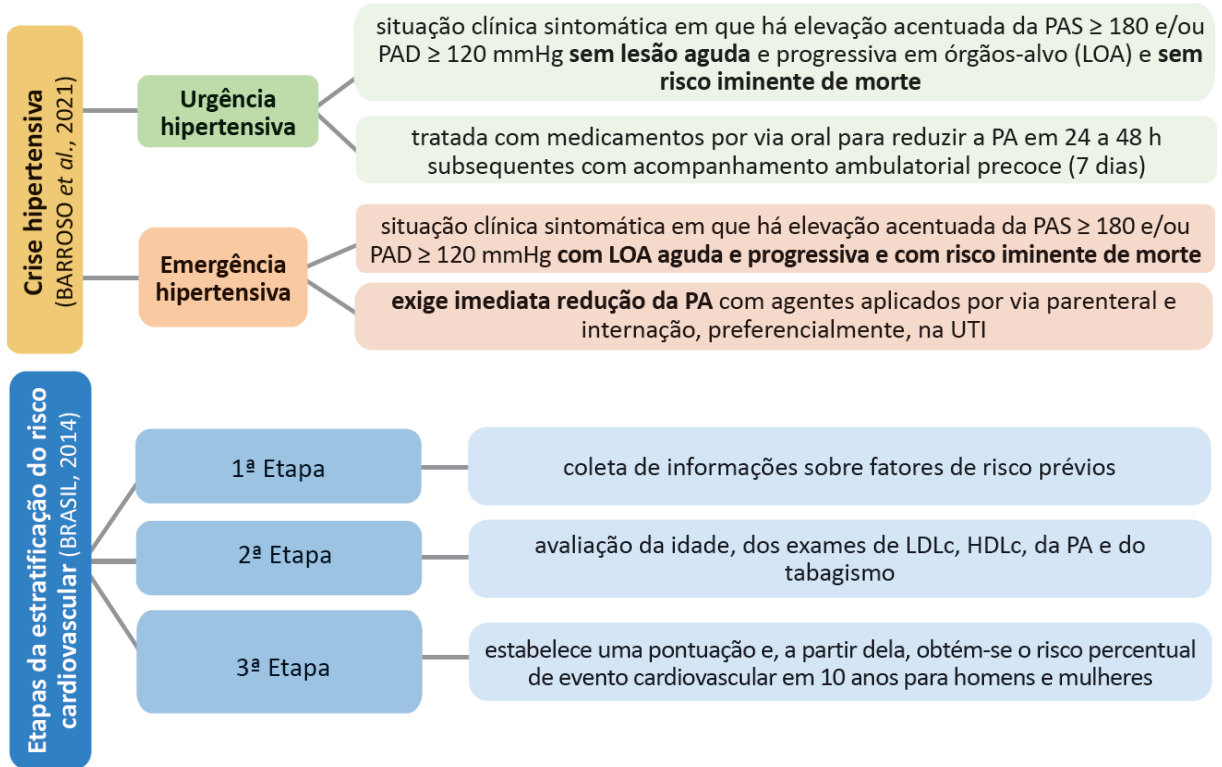 Crise hipertensiva
(BARROSO et al., 2021)
Urgência
hipertensiva
situação clínica sintomática em que há elevação acentuada da PAS ≥ 180 e/ou
PAD ≥ 120 mmHg sem lesão aguda e progressiva em órgãos-alvo (LOA) e sem
risco iminente de morte
tratada com medicamentos por via oral para reduzir a PA em 24 a 48 h
subsequentes com acompanhamento ambulatorial precoce (7 dias)
Emergência
hipertensiva
situação clínica sintomática em que há elevação acentuada da PAS ≥ 180 e/ou
PAD ≥ 120 mmHg com LOA aguda e progressiva e com risco iminente de morte
exige imediata redução da PA com agentes aplicados por via parenteral e
internação, preferencialmente, na UTI
Etapas da estratificação do risco
cardiovascular (BRASIL, 2014)
1ª Etapa
coleta de informações sobre fatores de risco prévios
2ª Etapa
avaliação da idade, dos exames de LDLc, HDLc, da PA e do
tabagismo
3ª Etapa
estabelece uma pontuação e, a partir dela, obtém-se o risco percentual
de evento cardiovascular em 10 anos para homens e mulheres